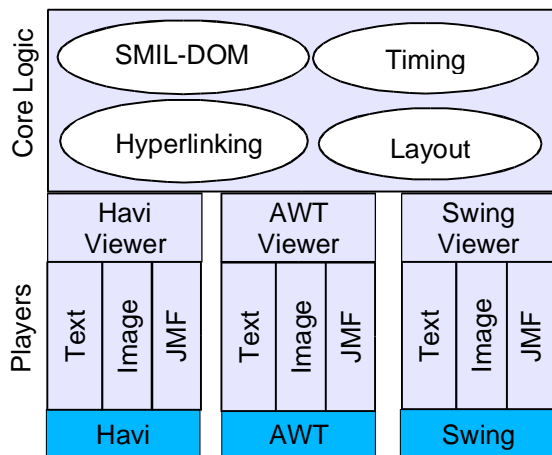 Core Logic
SMIL-DOM
Timing
Hyperlinking
Layout
Havi
Viewer
AWT
Viewer
Swing
Viewer
Players
Text
Image
JMF
Text
Image
JMF
Text
Image
JMF
Havi
AWT
Swing